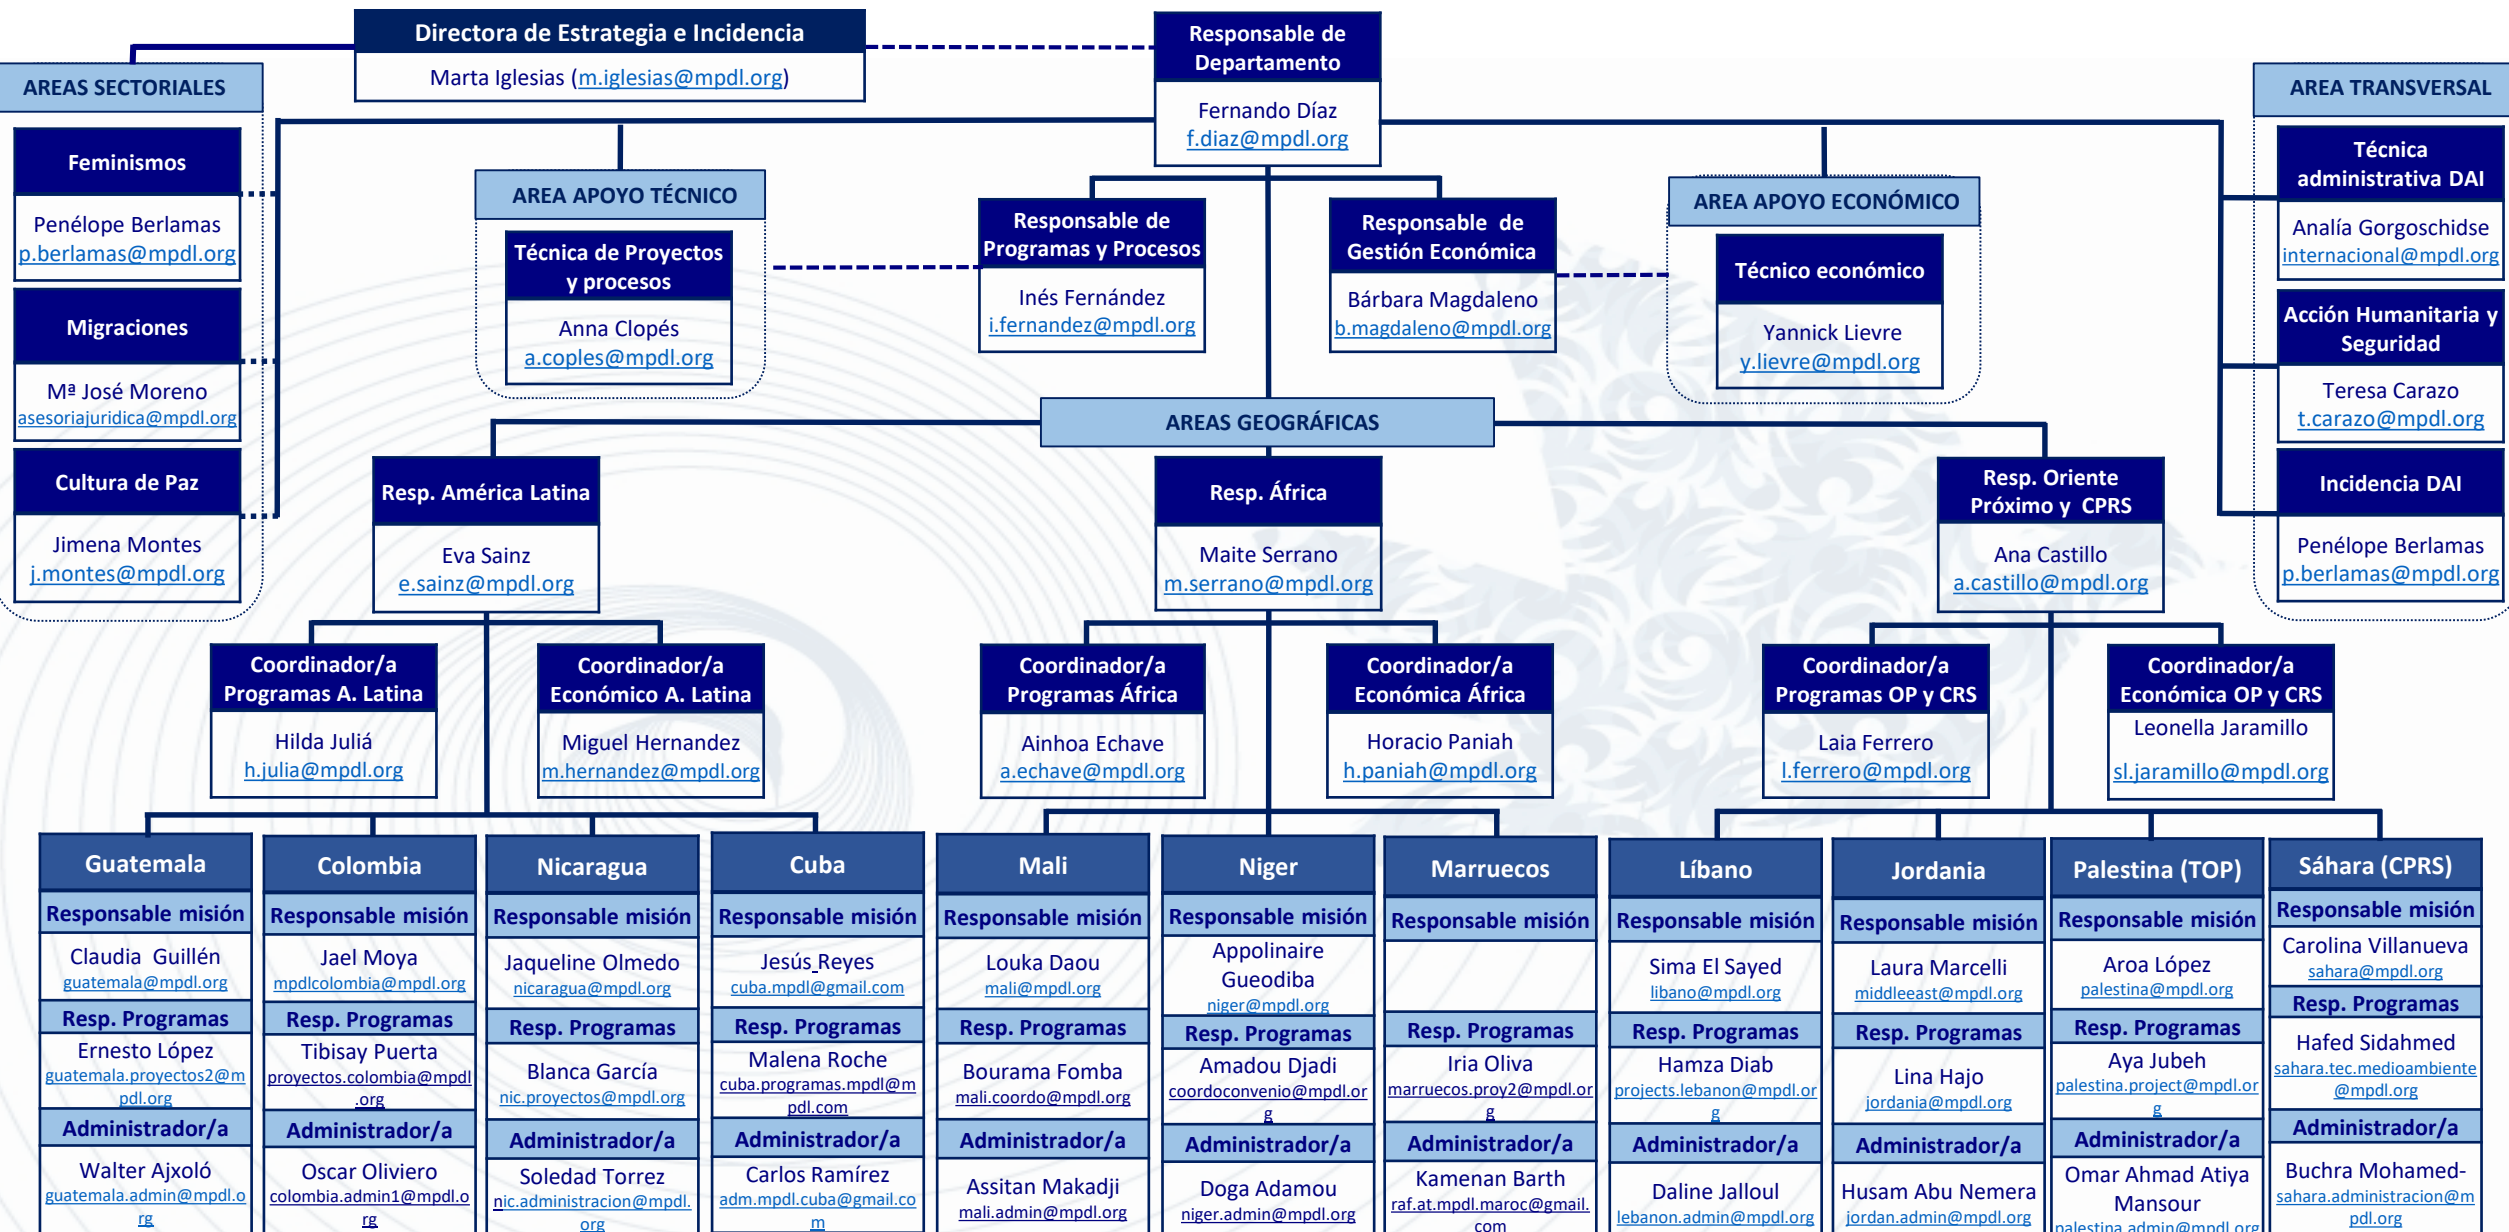 Directora de Estrategia e Incidencia
Marta Iglesias (m.iglesias@mpdl.org)
Responsable de
Departamento
Fernando Díaz
f.diaz@mpdl.org
AREAS SECTORIALES
Feminismos
Penélope Berlamas
p.berlamas@mpdl.org
Migraciones
Mª José Moreno
asesoriajuridica@mpdl.org
Cultura de Paz
Jimena Montes
j.montes@mpdl.org
AREA APOYO TÉCNICO
Técnica de Proyectos
y procesos
Anna Clopés
a.coples@mpdl.org
Responsable de
Programas y Procesos
Inés Fernández
i.fernandez@mpdl.org
Responsable de
Gestión Económica
Bárbara Magdaleno
b.magdaleno@mpdl.org
AREA APOYO ECONÓMICO
Técnico económico
Yannick Lievre
y.lievre@mpdl.org
AREA TRANSVERSAL
Técnica
administrativa DAI
Analía Gorgoschidse
internacional@mpdl.org
Acción Humanitaria y
Seguridad
Teresa Carazo
t.carazo@mpdl.org
Incidencia DAI
Penélope Berlamas
p.berlamas@mpdl.org
AREAS GEOGRÁFICAS
Resp. América Latina
Eva Sainz
e.sainz@mpdl.org
Resp. África
Maite Serrano
m.serrano@mpdl.org
Resp. Oriente
Próximo y CPRS
Ana Castillo
a.castillo@mpdl.org
Coordinador/a
Programas A. Latina
Hilda Juliá
h.julia@mpdl.org
Coordinador/a
Económico A. Latina
Miguel Hernandez
m.hernandez@mpdl.org
Coordinador/a
Programas África
Ainhoa Echave
a.echave@mpdl.org
Coordinador/a
Económica África
Horacio Paniah
h.paniah@mpdl.org
Coordinador/a
Programas OP y CRS
Laia Ferrero
l.ferrero@mpdl.org
Coordinador/a
Económica OP y CRS
Leonella Jaramillo
sl.jaramillo@mpdl.org
Guatemala
Responsable misión
Claudia Guillén
guatemala@mpdl.org
Resp. Programas
Ernesto López
guatemala.proyectos2@m
pdl.org
Administrador/a
Walter Ajxoló
guatemala.admin@mpdl.o
rg
Colombia
Responsable misión
Jael Moya
mpdlcolombia@mpdl.org
Resp. Programas
Tibisay Puerta
proyectos.colombia@mpdl
.org
Administrador/a
Oscar Oliviero
colombia.admin1@mpdl.o
rg
Nicaragua
Responsable misión
Jaqueline Olmedo
nicaragua@mpdl.org
Resp. Programas
Blanca García
nic.proyectos@mpdl.org
Administrador/a
Soledad Torrez
nic.administracion@mpdl.
org
Cuba
Responsable misión
Jesús Reyes
cuba.mpdl@gmail.com
Resp. Programas
Malena Roche
cuba.programas.mpdl@m
pdl.com
Administrador/a
Carlos Ramírez
adm.mpdl.cuba@gmail.co
m
Mali
Responsable misión
Louka Daou
mali@mpdl.org
Resp. Programas
Bourama Fomba
mali.coordo@mpdl.org
Administrador/a
Assitan Makadji
mali.admin@mpdl.org
Niger
Responsable misión
Appolinaire
Gueodiba
niger@mpdl.org
Resp. Programas
Amadou Djadi
coordoconvenio@mpdl.or
g
Administrador/a
Doga Adamou
niger.admin@mpdl.org
Marruecos
Responsable misión
Resp. Programas
Iria Oliva
marruecos.proy2@mpdl.or
g
Administrador/a
Kamenan Barth
raf.at.mpdl.maroc@gmail.
com
Líbano
Responsable misión
Sima El Sayed
libano@mpdl.org
Resp. Programas
Hamza Diab
projects.lebanon@mpdl.or
g
Administrador/a
Daline Jalloul
lebanon.admin@mpdl.org
Jordania
Responsable misión
Laura Marcelli
middleeast@mpdl.org
Resp. Programas
Lina Hajo
jordania@mpdl.org
Administrador/a
Husam Abu Nemera
jordan.admin@mpdl.org
Palestina (TOP)
Responsable misión
Aroa López
palestina@mpdl.org
Resp. Programas
Aya Jubeh
palestina.project@mpdl.or
g
Administrador/a
Omar Ahmad Atiya
Mansour
palestina.admin@mpdl.org
Sáhara (CPRS)
Responsable misión
Carolina Villanueva
sahara@mpdl.org
Resp. Programas
Hafed Sidahmed
sahara.tec.medioambiente
@mpdl.org
Administrador/a
Buchra Mohamed-
sahara.administracion@m
pdl.org